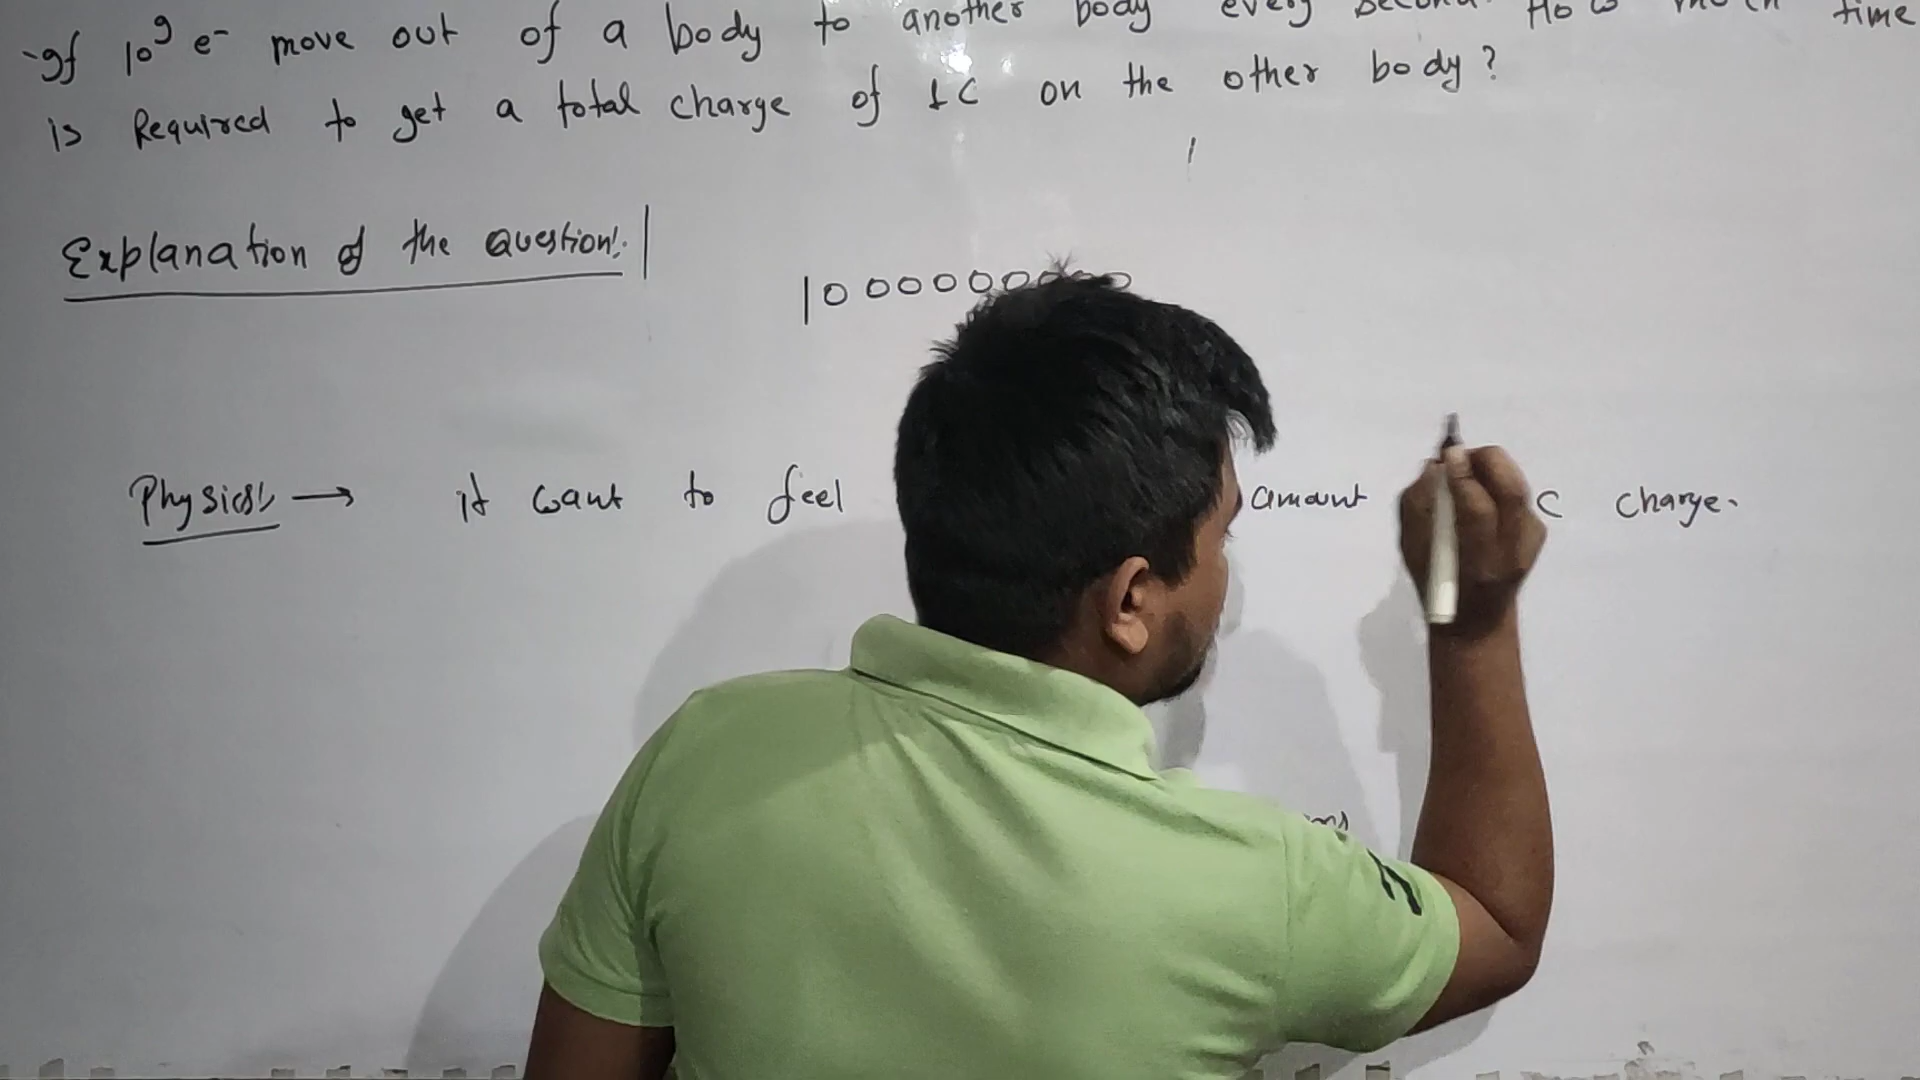 -If 10⁹ e⁻ move out of a body to another body every second. How much time
is Required to get a total charge of 1C on the other body?
Explanation of the Question!.
1000000000
Physics! → it want to feel amount C charge.